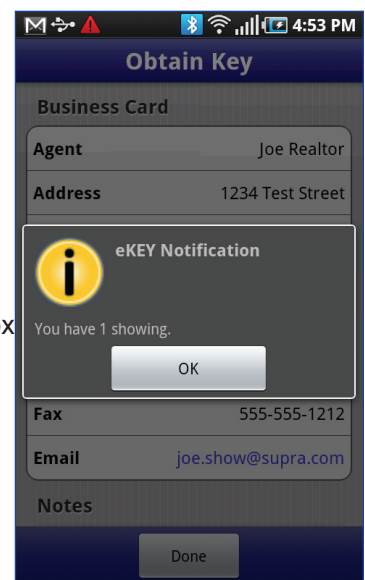 4:53 PM
Obtain Key
Business Card
Agent Joe Realtor
Address 1234 Test Street
eKEY Notification
You have 1 showing.
OK
Fax 555-555-1212
Email joe.show@supra.com
Notes
Done